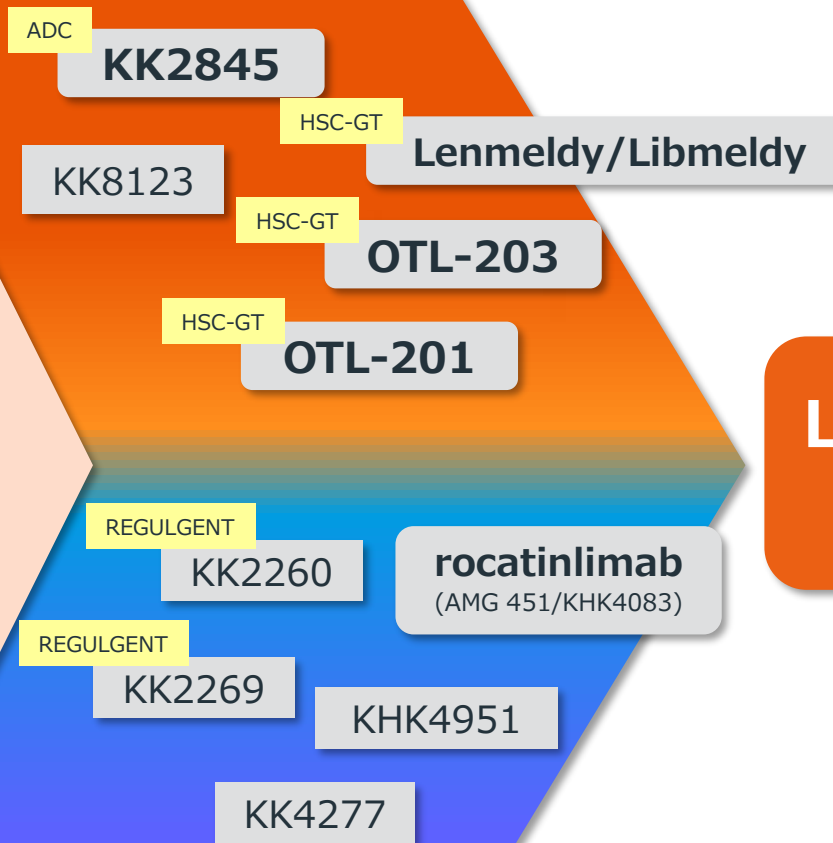 ADC
KK2845
HSC-GT
Lenmeldy/Libmeldy
KK8123
HSC-GT
OTL-203
HSC-GT
OTL-201
L
REGULGENT
KK2260
rocatinlimab
(AMG 451/KHK4083)
REGULGENT
KK2269
KHK4951
KK4277